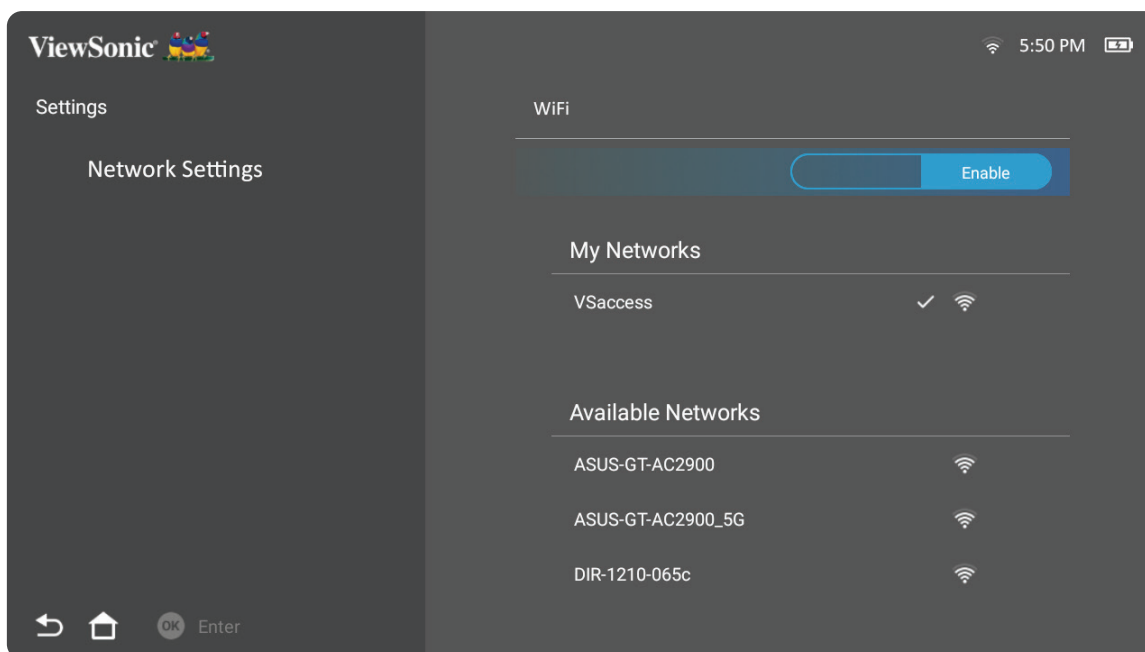 ViewSonic®
5:50 PM
Settings
WiFi
Network Settings
Enable
My Networks
VSaccess
Available Networks
ASUS-GT-AC2900
ASUS-GT-AC2900_5G
DIR-1210-065c
OK Enter